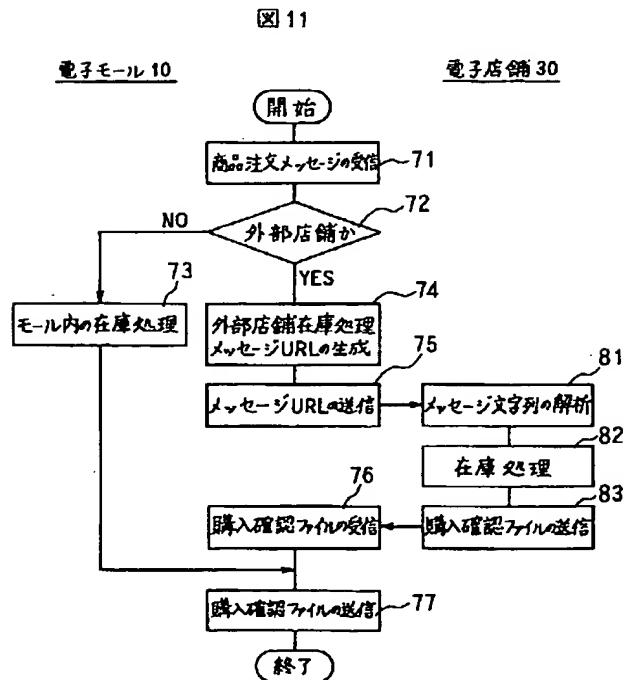 図11
電子モール10
電子店舗30
開始
商品注文メッセージの受信
71
外部店舗か
72
NO
YES
73
モール内の在庫処理
74
外部店舗在庫処理
メッセージURLの生成
75
メッセージURLの送信
81
メッセージ文字列の解析
82
在庫処理
83
購入確認ファイルの送信
76
購入確認ファイルの受信
購入確認ファイルの送信
77
終了